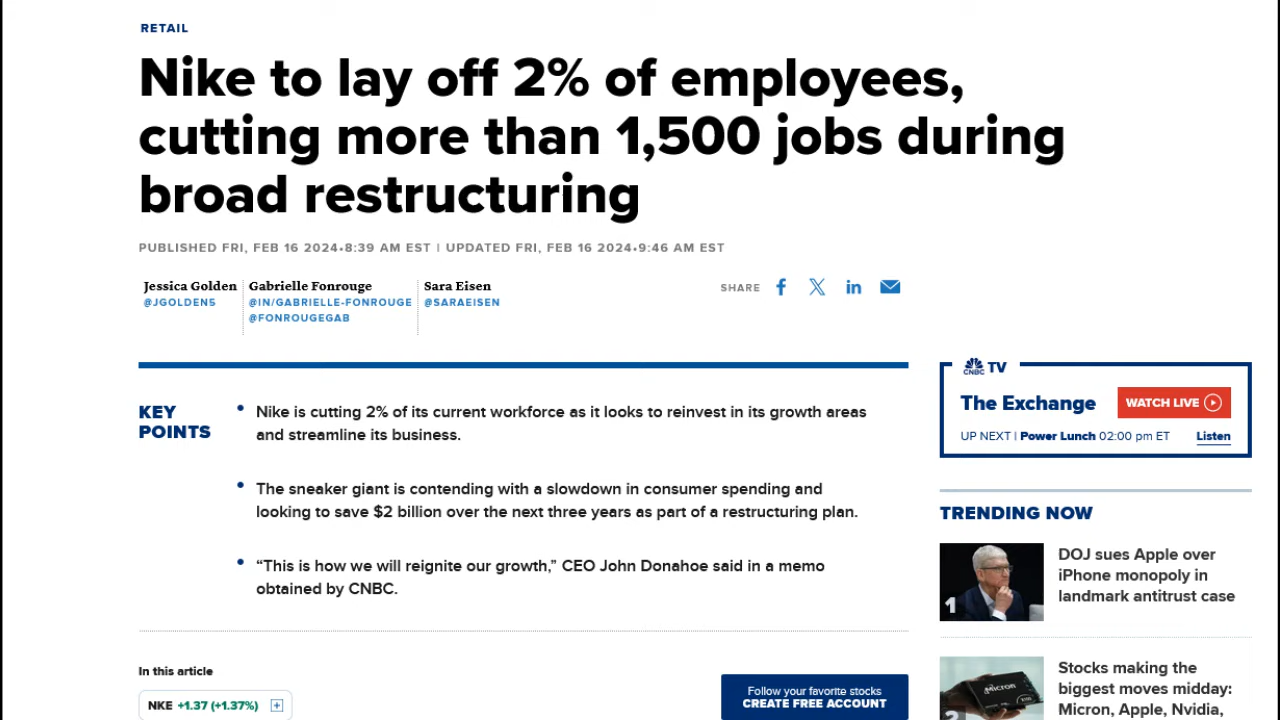 RETAIL
Nike to lay off 2% of employees,
cutting more than 1,500 jobs during
broad restructuring
PUBLISHED FRI, FEB 16 2024•8:39 AM EST | UPDATED FRI, FEB 16 2024•9:46 AM EST
Jessica Golden
@JGOLDEN5
Gabrielle Fonrouge
@IN/GABRIELLE-FONROUGE
@FONROUGEGAB
Sara Eisen
@SARAEISEN
SHARE
KEY
POINTS
• Nike is cutting 2% of its current workforce as it looks to reinvest in its growth areas
and streamline its business.
• The sneaker giant is contending with a slowdown in consumer spending and
looking to save $2 billion over the next three years as part of a restructuring plan.
• “This is how we will reignite our growth,” CEO John Donahoe said in a memo
obtained by CNBC.
In this article
NKE +1.37 (+1.37%)
Follow your favorite stocks
CREATE FREE ACCOUNT
CNBC TV
The Exchange
WATCH LIVE
UP NEXT | Power Lunch 02:00 pm ET
Listen
TRENDING NOW
1
DOJ sues Apple over
iPhone monopoly in
landmark antitrust case
2
Micron
Stocks making the
biggest moves midday:
Micron, Apple, Nvidia,